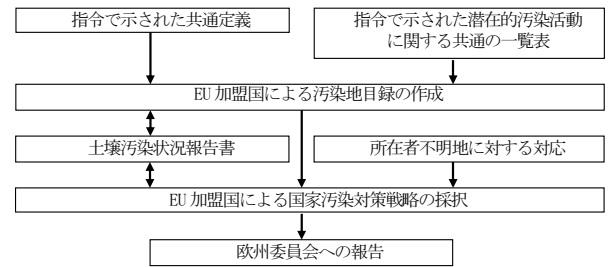 指令で示された共通定義
指令で示された潜在的汚染活動
に関する共通の一覧表
EU 加盟国による汚染地目録の作成
土壌汚染状況報告書
所在者不明地に対する対応
EU 加盟国による国家汚染対策戦略の採択
欧州委員会への報告